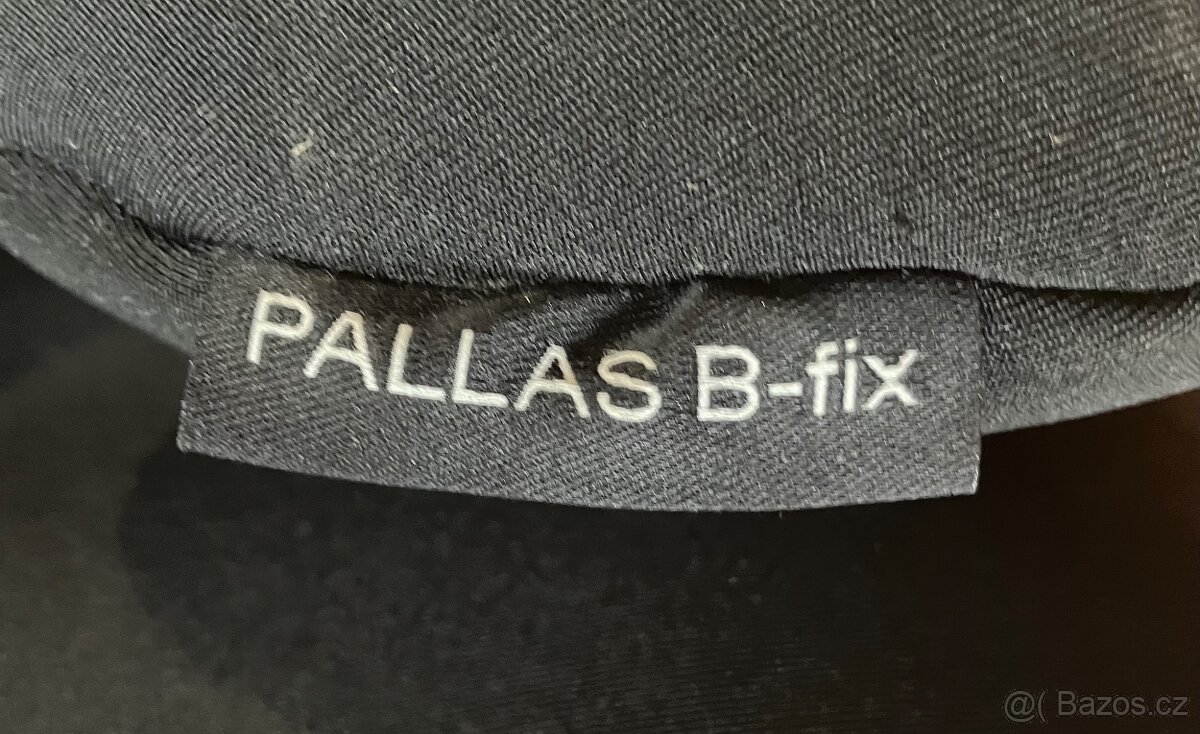 PALLAS B-fix
@( Bazos.cz